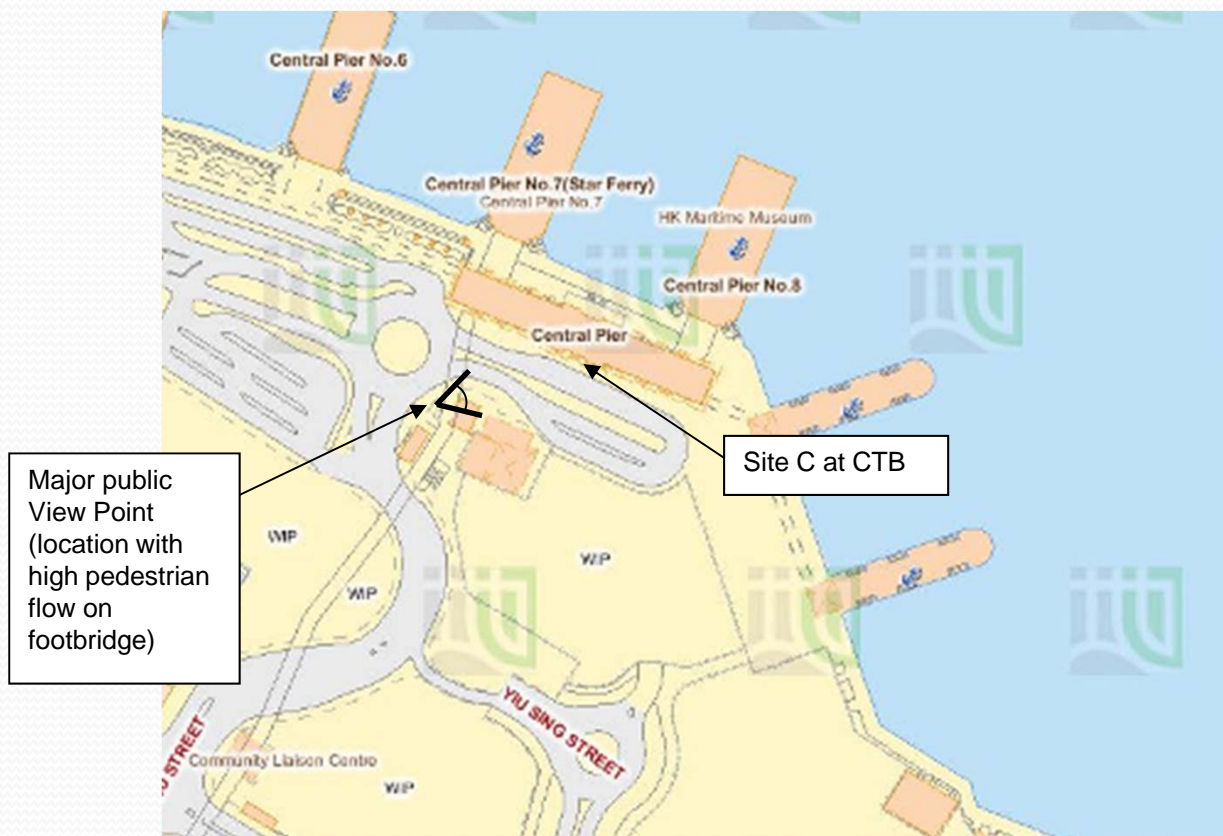 Central Pier No.6
Central Pier No.7(Star Ferry)
Central Pier No.7
HK Maritime Museum
Central Pier No.8
Central Pier
Site C at CTB
Major public
View Point
(location with
high pedestrian
flow on
footbridge)
WIP
WIP
WIP
YIU SING STREET
U STREET
Community Liaison Centre
WIP